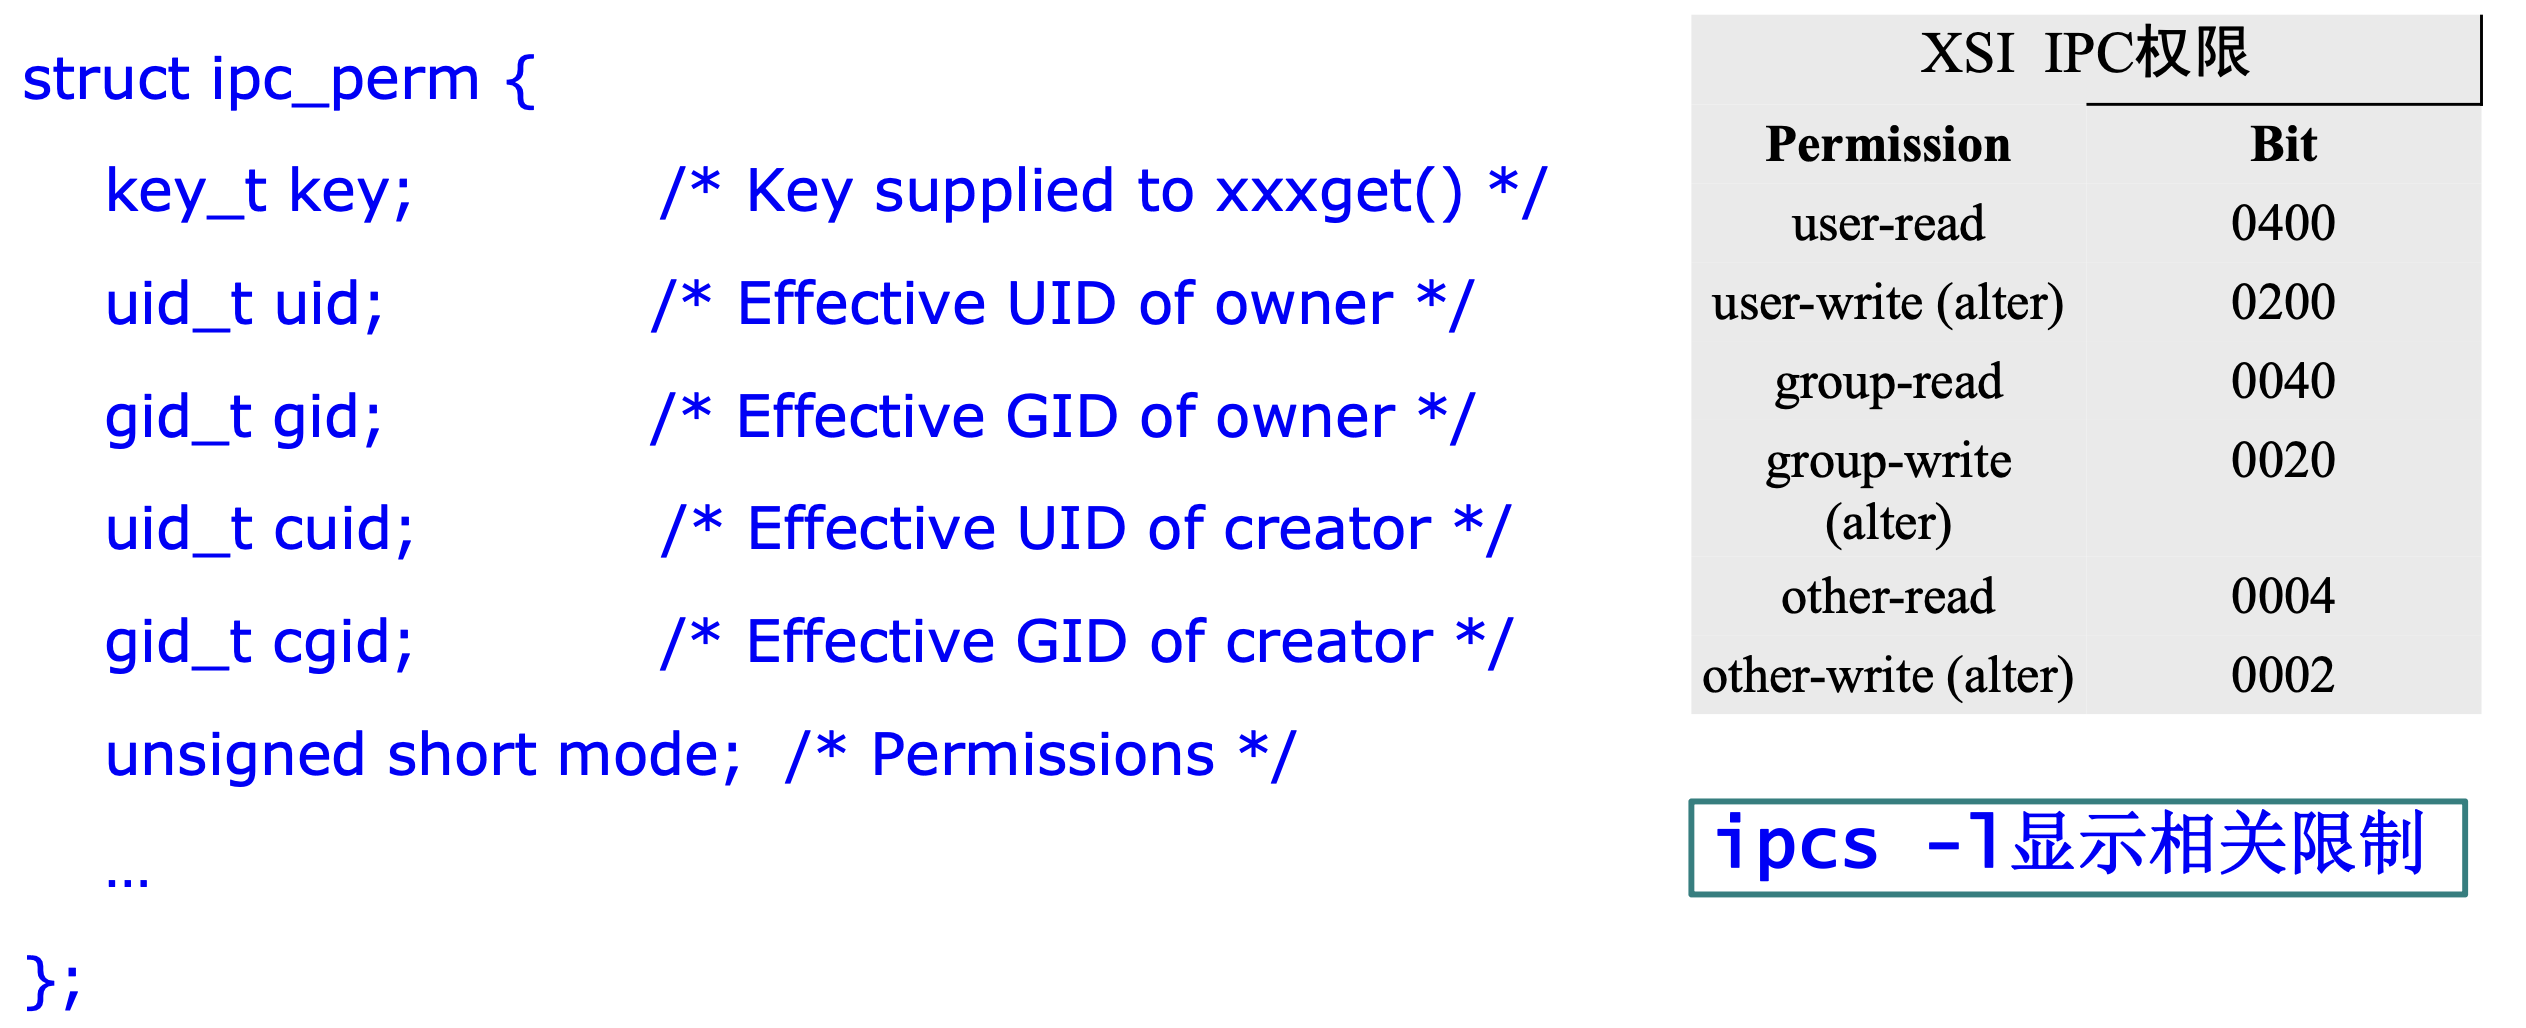 struct ipc_perm {
key_t key; /* Key supplied to xxxget() */
uid_t uid; /* Effective UID of owner */
gid_t gid; /* Effective GID of owner */
uid_t cuid; /* Effective UID of creator */
gid_t cgid; /* Effective GID of creator */
unsigned short mode; /* Permissions */
...
};
XSI IPC权限
Permission Bit
user-read 0400
user-write (alter) 0200
group-read 0040
group-write 0020
(alter)
other-read 0004
other-write (alter) 0002
ipcs -l显示相关限制